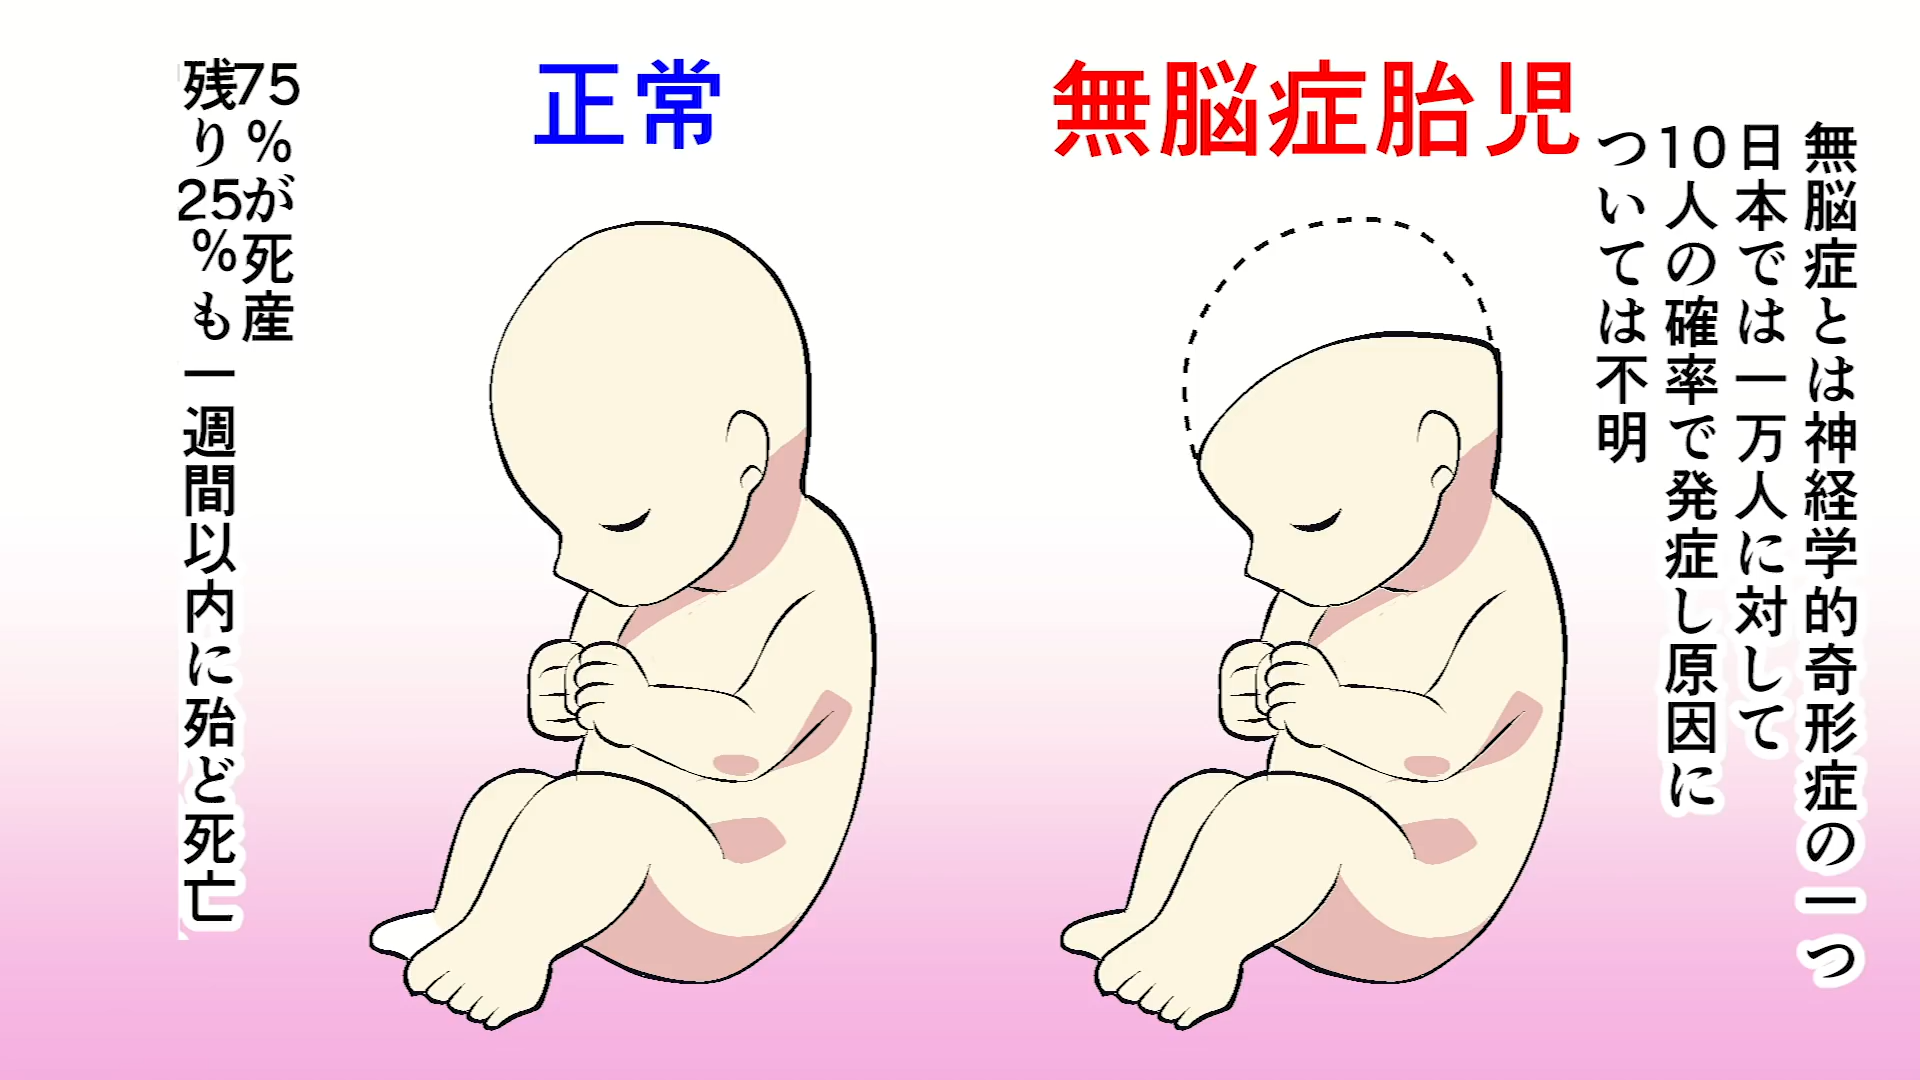 正常
無脳症胎児
無脳症とは神経学的奇形症の一つ
日本では一万人に対して
10人の確率で発症し原因に
ついては不明
75%が死産
残り25%も一週間以内に殆ど死亡